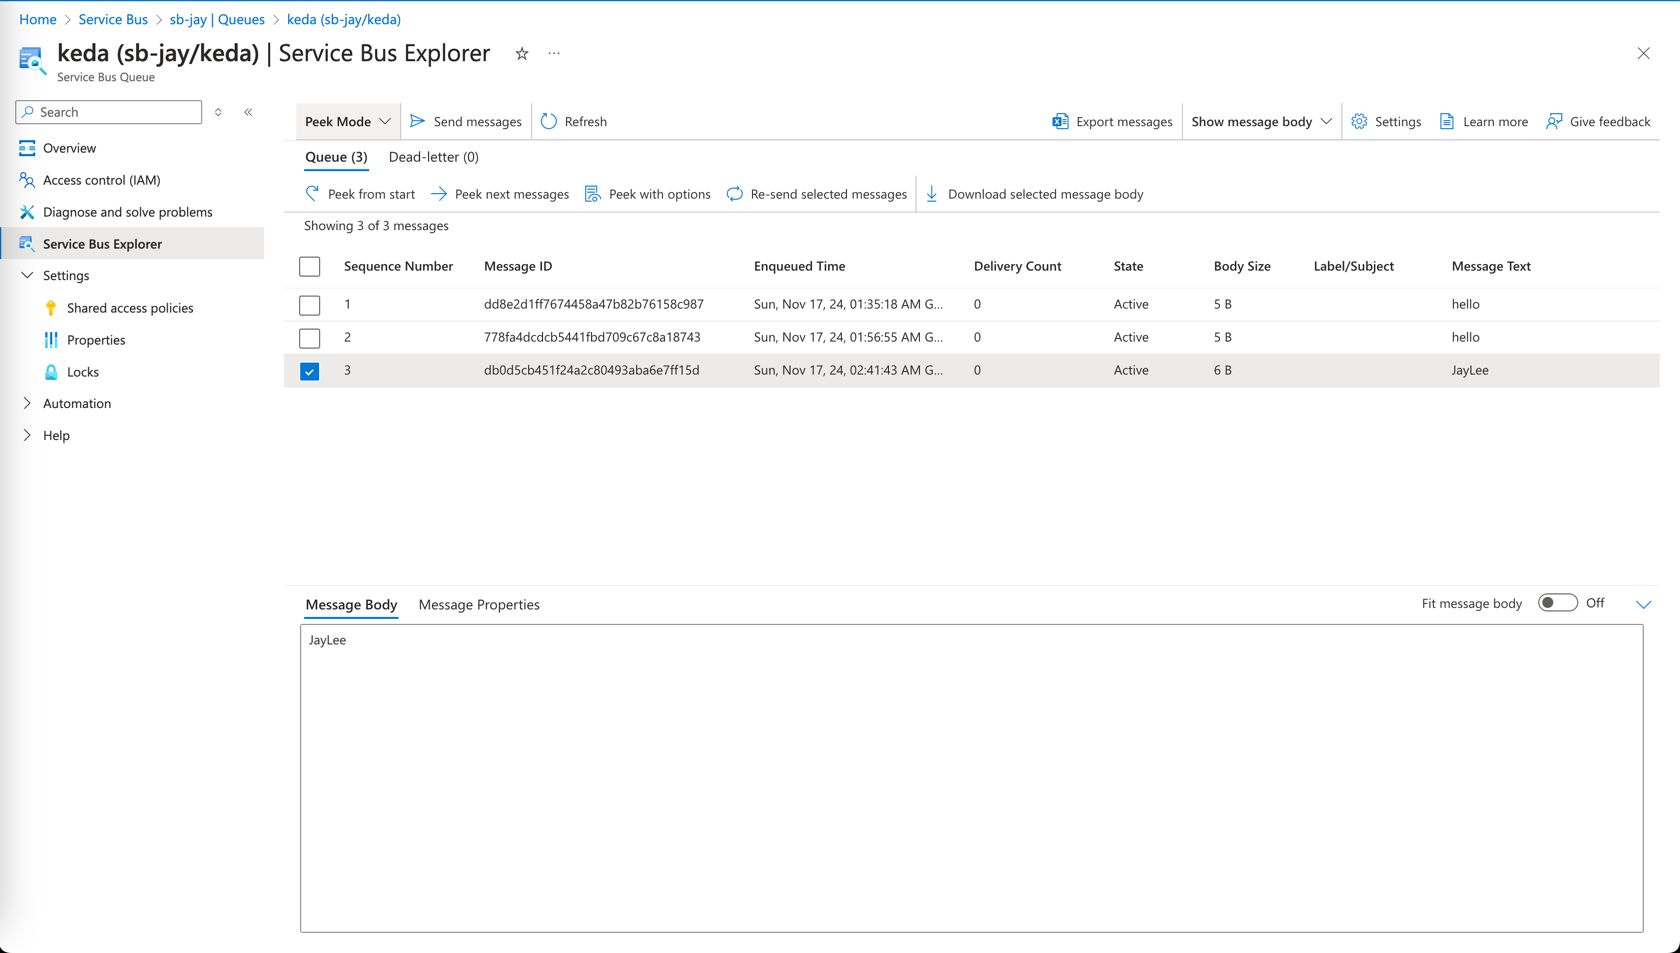 Home > Service Bus > sb-jay | Queues > keda (sb-jay/keda)
keda (sb-jay/keda) | Service Bus Explorer
Service Bus Queue
Search
Overview
Access control (IAM)
Diagnose and solve problems
Service Bus Explorer
Settings
Shared access policies
Properties
Locks
Automation
Help
Peek Mode Send messages Refresh Export messages Show message body Settings Learn more Give feedback
Queue (3) Dead-letter (0)
Peek from start Peek next messages Peek with options Re-send selected messages Download selected message body
Showing 3 of 3 messages
Sequence Number Message ID Enqueued Time Delivery Count State Body Size Label/Subject Message Text
1 dd8e2d1ff7674458a47b82b76158c987 Sun, Nov 17, 24, 01:35:18 AM G... 0 Active 5 B hello
2 778fa4dcdcb5441fbd709c67c8a18743 Sun, Nov 17, 24, 01:56:55 AM G... 0 Active 5 B hello
3 db0d5cb451f24a2c80493aba6e7ff15d Sun, Nov 17, 24, 02:41:43 AM G... 0 Active 6 B JayLee
Message Body Message Properties Fit message body Off
JayLee